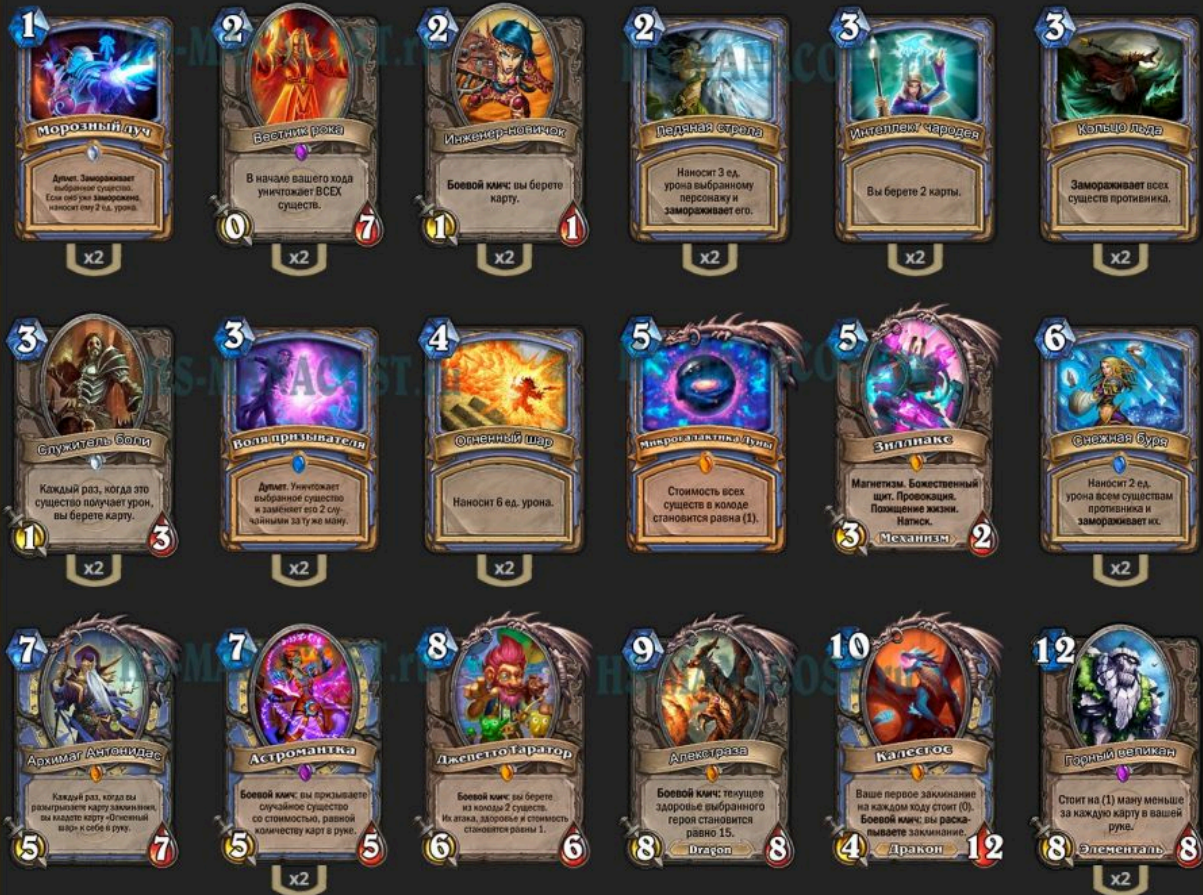 1
Морозный луч
Дуплет. Замораживает
выбранное существо.
Если оно уже заморожено,
наносит ему 2 ед. урона.
x2
2
Вестник рока
В начале вашего хода
уничтожает ВСЕХ
существ.
0
7
x2
2
Инженер-новичок
Боевой клич: вы берете
карту.
1
1
x2
2
Ледяная стрела
Наносит 3 ед.
урона выбранному
персонажу и
замораживает его.
x2
3
Интеллект чародея
Вы берете 2 карты.
x2
3
Кольцо льда
Замораживает всех
существ противника.
x2
3
Служитель боли
Каждый раз, когда это
существо получает урон,
вы берете карту.
1
3
x2
3
Воля призывателя
Дуплет. Уничтожает
выбранное существо
и заменяет его 2 слу-
чайными за ту же ману.
x2
4
Огненный шар
Наносит 6 ед. урона.
x2
5
Микрогалактика Луны
Стоимость всех
существ в колоде
становится равна (1).
5
Зиллиакс
Магнетизм. Божественный
щит. Провокация.
Похищение жизни.
Натиск.
3
Механизм
2
6
Снежная буря
Наносит 2 ед.
урона всем существам
противника и
замораживает их.
x2
7
Архимаг Антонидас
Каждый раз, когда вы
разыгрываете карту заклинания,
вы кладете карту «Огненный
шар» к себе в руку.
5
7
7
Астромантка
Боевой клич: вы призываете
случайное существо
со стоимостью, равной
количеству карт в руке.
5
5
x2
8
Джепетто Таратор
Боевой клич: вы берете
из колоды 2 существ.
Их атака, здоровье и стоимость
становятся равны 1.
6
6
9
Алекстраза
Боевой клич: текущее
здоровье выбранного
героя становится
равно 15.
8
Dragon
8
10
Калесгос
Ваше первое заклинание
на каждом ходу стоит (0).
Боевой клич: вы раска-
пываете заклинание.
4
Дракон
12
12
Горный великан
Стоит на (1) ману меньше
за каждую карту в вашей
руке.
8
Элементаль
8
x2
HS-MANACOST.ru